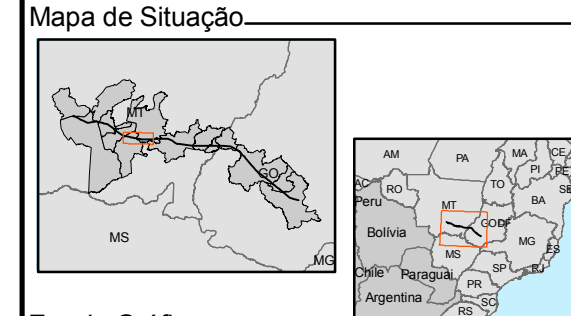 Mapa de Situação
MT
GO
MS
MG
AM
PA
MA
CE
AC
RO
TO
PI
PE
SE
Peru
MT
BA
Bolívia
GO
DF
MG
ES
MS
SP
RJ
Chile
Paraguai
PR
SC
Argentina
RS